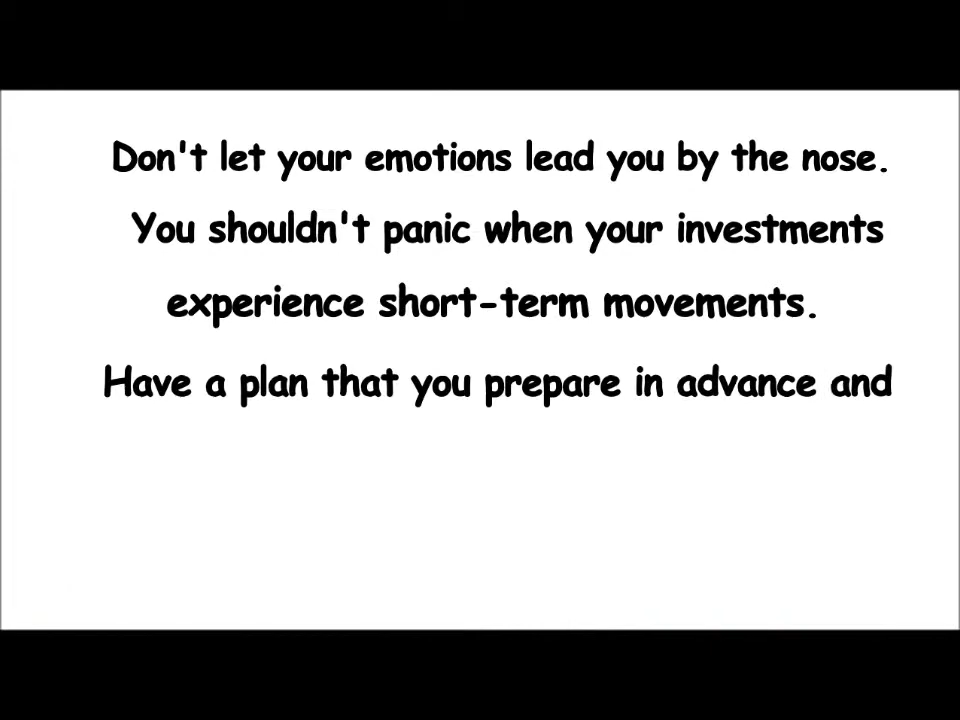 Don't let your emotions lead you by the nose.
You shouldn't panic when your investments
experience short-term movements.
Have a plan that you prepare in advance and